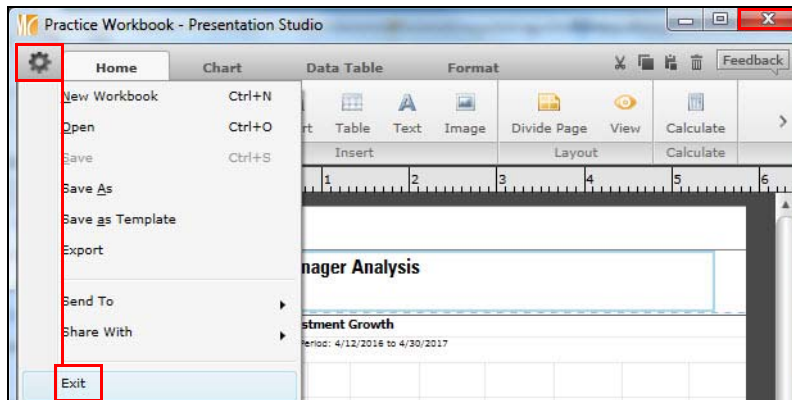 Practice Workbook - Presentation Studio
Home Chart Data Table Format Feedback
New Workbook Ctrl+N
Open Ctrl+O
Save Ctrl+S
Save As
Save as Template
Export
Send To
Share With
Exit
rt Table Text Image Divide Page View Calculate
Insert Layout Calculate
1 2 3 4 5 6
nager Analysis
stment Growth
Period: 4/12/2016 to 4/30/2017